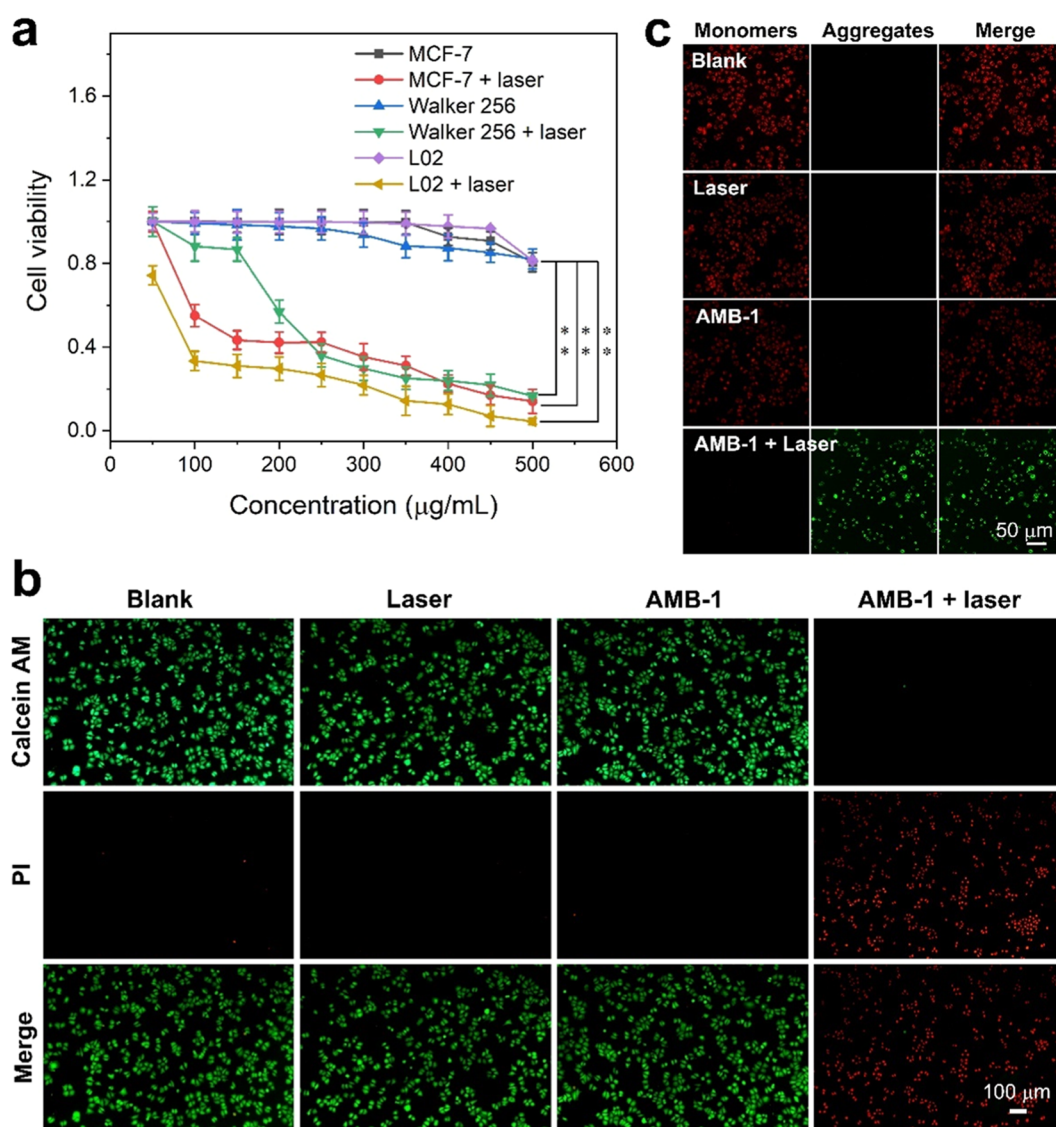 a
1.6
1.2
0.8
0.4
0.0
Cell viability
0 100 200 300 400 500 600
Concentration (μg/mL)
MCF-7
MCF-7 + laser
Walker 256
Walker 256 + laser
L02
L02 + laser
** ** **
c
Monomers Aggregates Merge
Blank
Laser
AMB-1
AMB-1 + Laser
50 μm
b
Blank Laser AMB-1 AMB-1 + laser
Calcein AM
PI
Merge
100 μm